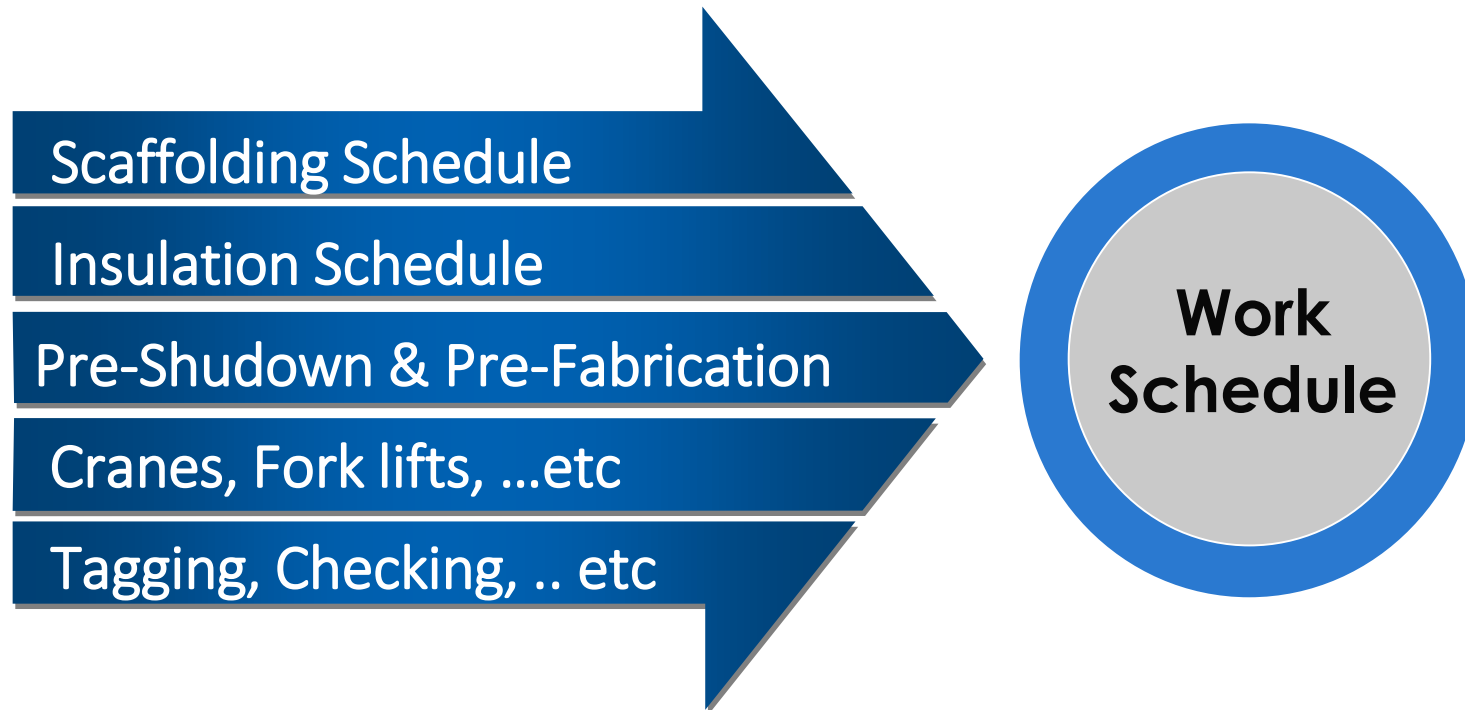 Scaffolding Schedule
Insulation Schedule
Pre-Shudown & Pre-Fabrication
Cranes, Fork lifts, ...etc
Tagging, Checking, .. etc
Work
Schedule